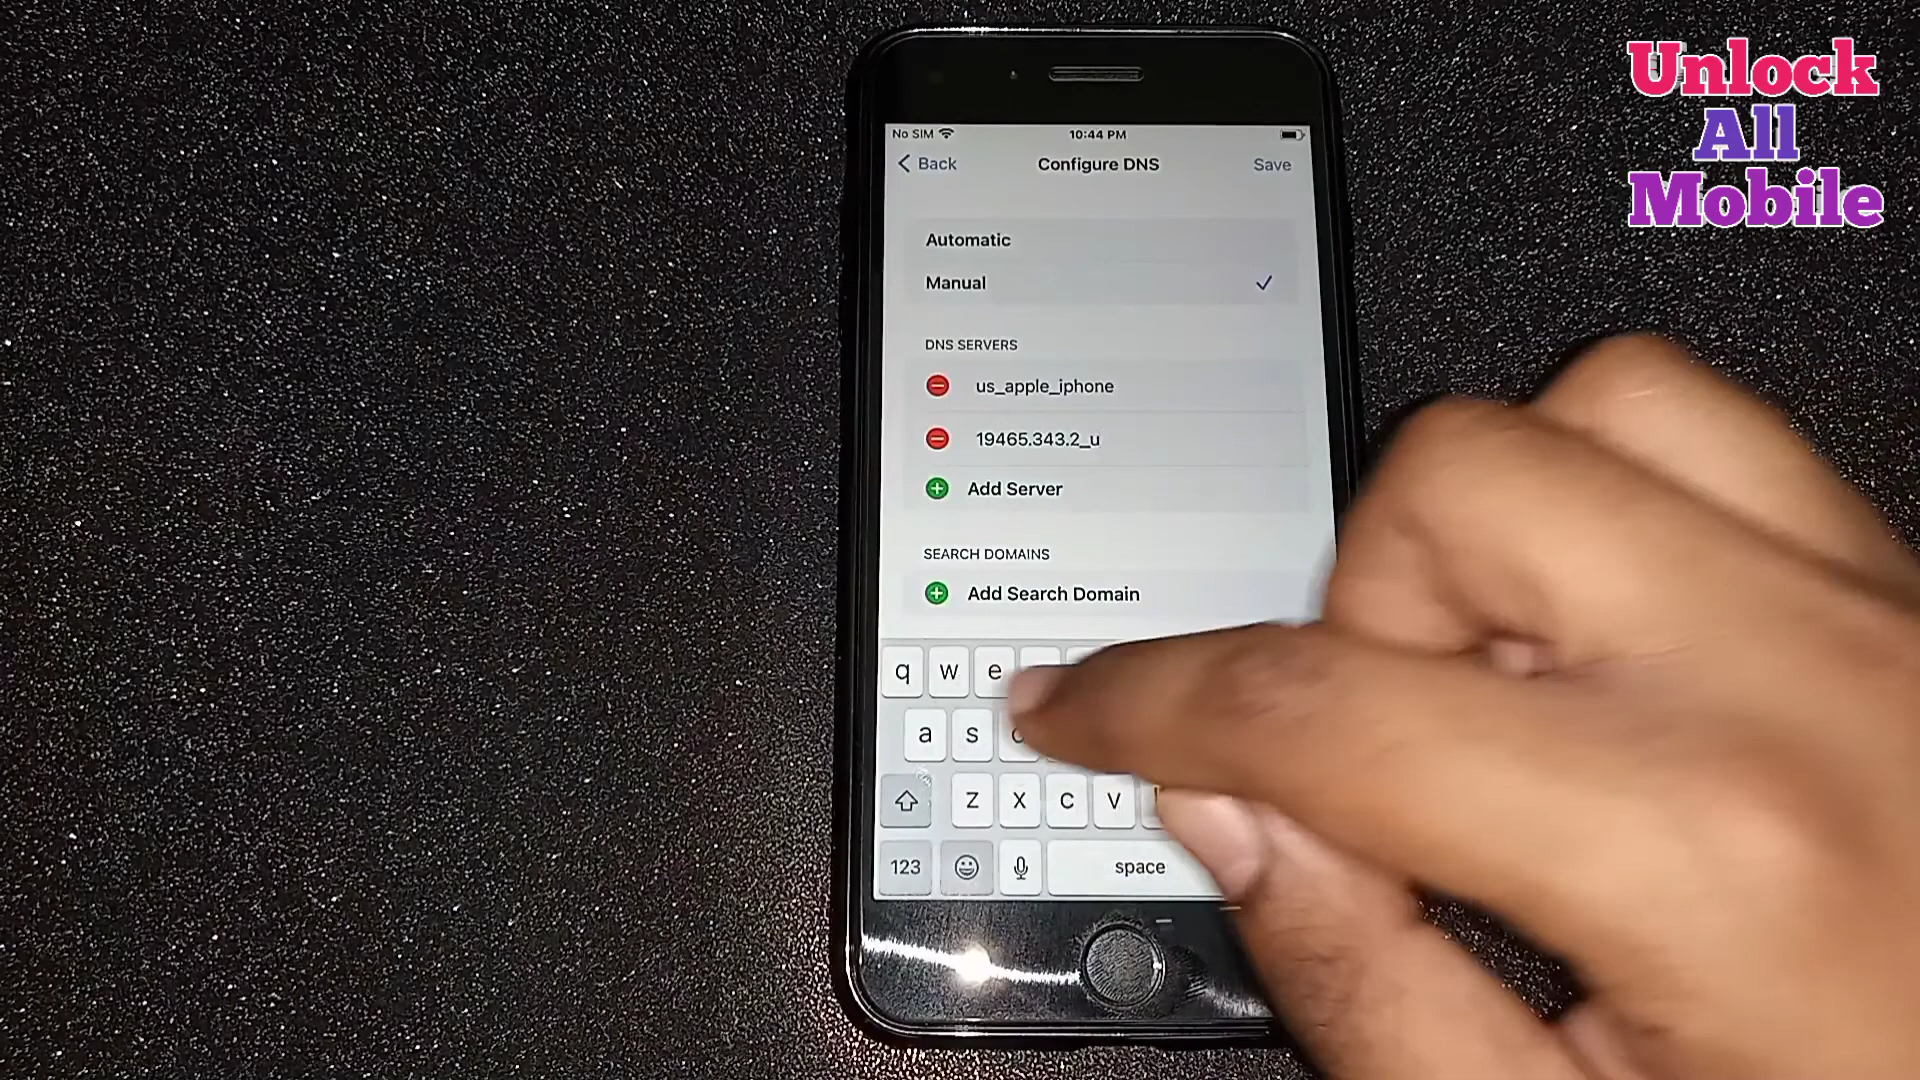 Unlock
All
Mobile
No SIM 10:44 PM
Back Configure DNS Save
Automatic
Manual
DNS SERVERS
us_apple_iphone
19465.343.2_u
Add Server
SEARCH DOMAINS
Add Search Domain
q w e
a s
z x c v
123 space